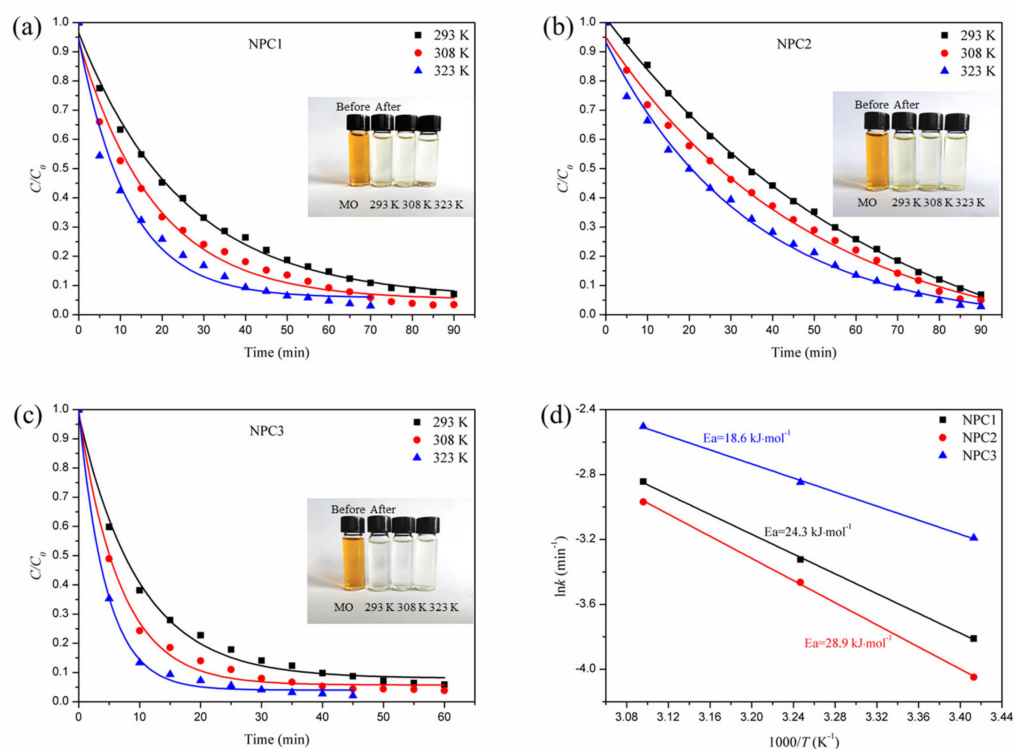 (a)
NPC1
293 K
308 K
323 K
Before After
MO 293 K 308 K 323 K
C/C₀
1.0
0.9
0.8
0.7
0.6
0.5
0.4
0.3
0.2
0.1
0.0
0 10 20 30 40 50 60 70 80 90
Time (min)
(b)
NPC2
293 K
308 K
323 K
Before After
MO 293 K 308 K 323 K
C/C₀
1.0
0.9
0.8
0.7
0.6
0.5
0.4
0.3
0.2
0.1
0.0
0 10 20 30 40 50 60 70 80 90
Time (min)
(c)
NPC3
293 K
308 K
323 K
Before After
MO 293 K 308 K 323 K
C/C₀
1.0
0.9
0.8
0.7
0.6
0.5
0.4
0.3
0.2
0.1
0.0
0 10 20 30 40 50 60
Time (min)
(d)
NPC1
NPC2
NPC3
Ea=18.6 kJ·mol⁻¹
Ea=24.3 kJ·mol⁻¹
Ea=28.9 kJ·mol⁻¹
lnk (min⁻¹)
-2.4
-2.8
-3.2
-3.6
-4.0
3.08 3.14 3.20 3.26 3.32 3.38 3.44
1000/T (K⁻¹)